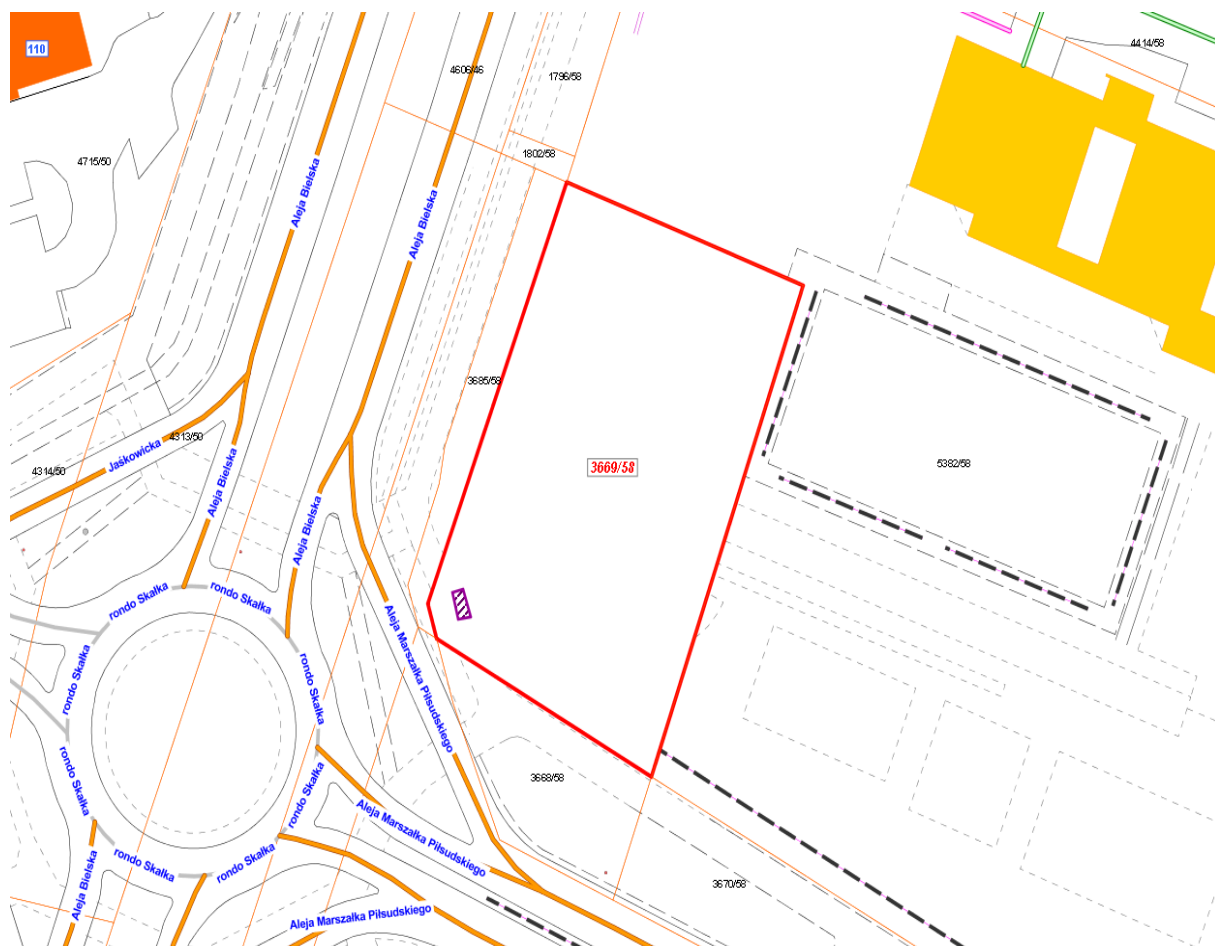 110
4414/58
4606/46
1796/58
1802/58
4715/50
Aleja Bielska
Aleja Bielska
3685/58
4313/50
Jaśkowicka
4314/50
3669/58
5382/58
Aleja Bielska
Aleja Bielska
rondo Skałka
rondo Skałka
rondo Skałka
rondo Skałka
Aleja Marszałka Piłsudskiego
rondo Skałka
rondo Skałka
3668/58
Aleja Marszałka Piłsudskiego
rondo Skałka
rondo Skałka
Aleja Bielska
3670/58
Aleja Marszałka Piłsudskiego